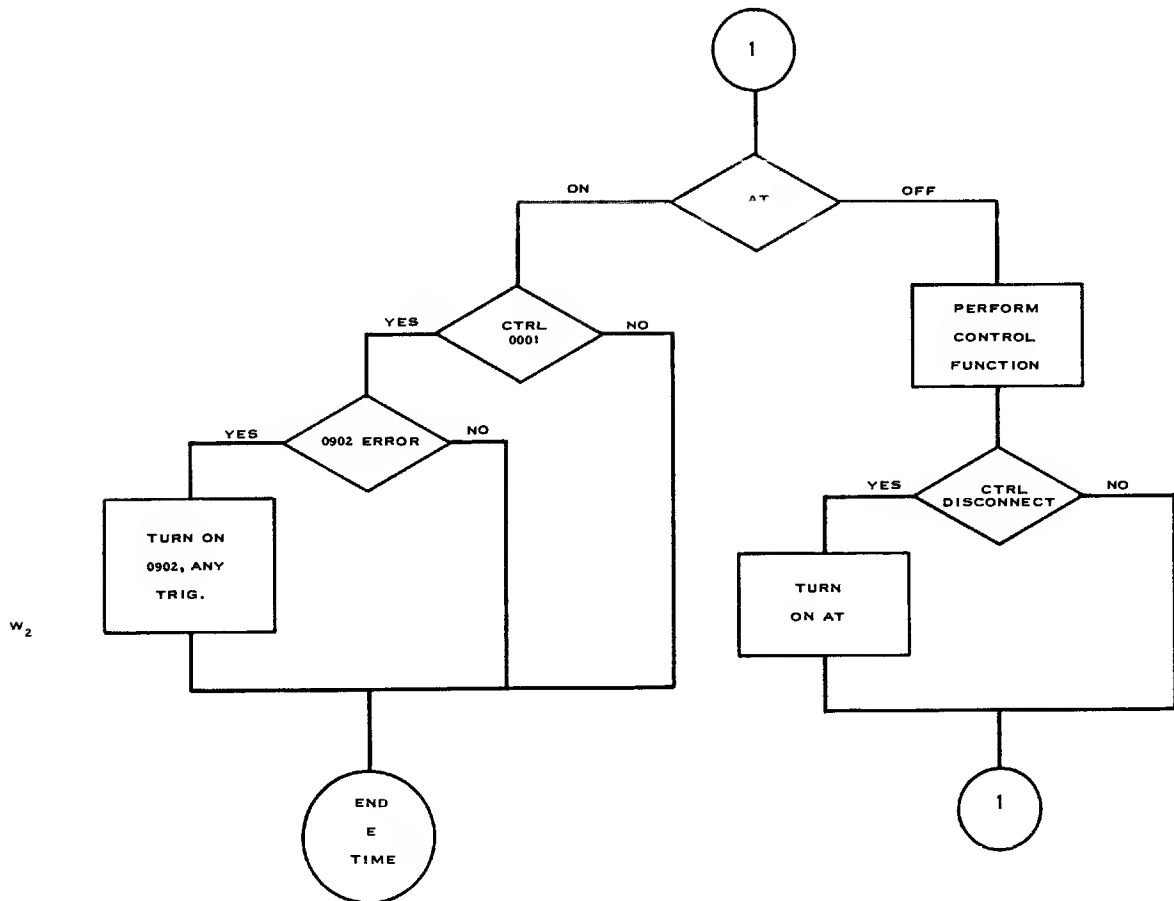 1
ON
AT
OFF
YES
CTRL
0001
NO
PERFORM
CONTROL
FUNCTION
YES
0902 ERROR
NO
YES
CTRL
DISCONNECT
NO
TURN ON
0902, ANY
TRIG.
TURN
ON AT
W₂
END
E
TIME
1